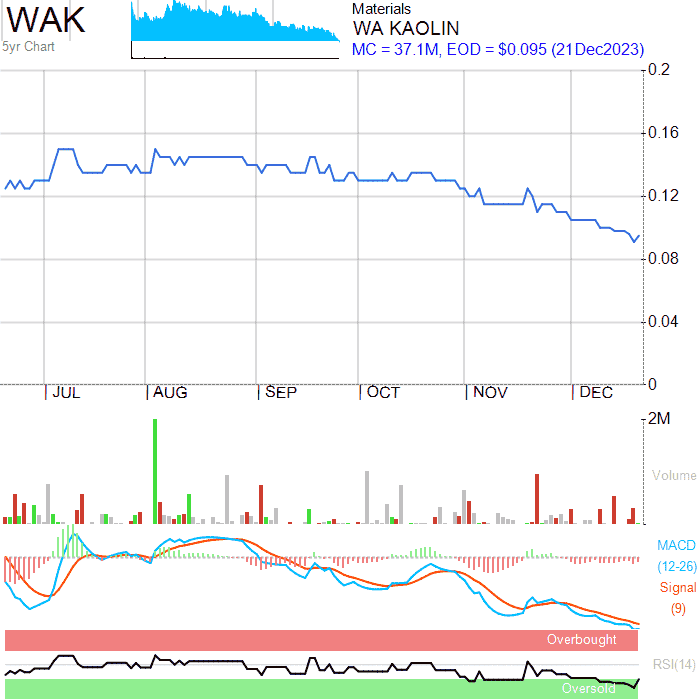 WAK
5yr Chart
Materials
WA KAOLIN
MC = 37.1M, EOD = $0.095 (21Dec2023)
0.2
0.16
0.12
0.08
0.04
0
JUL AUG SEP OCT NOV DEC
2M
Volume
MACD
(12-26)
Signal
(9)
Overbought
RSI(14)
Oversold